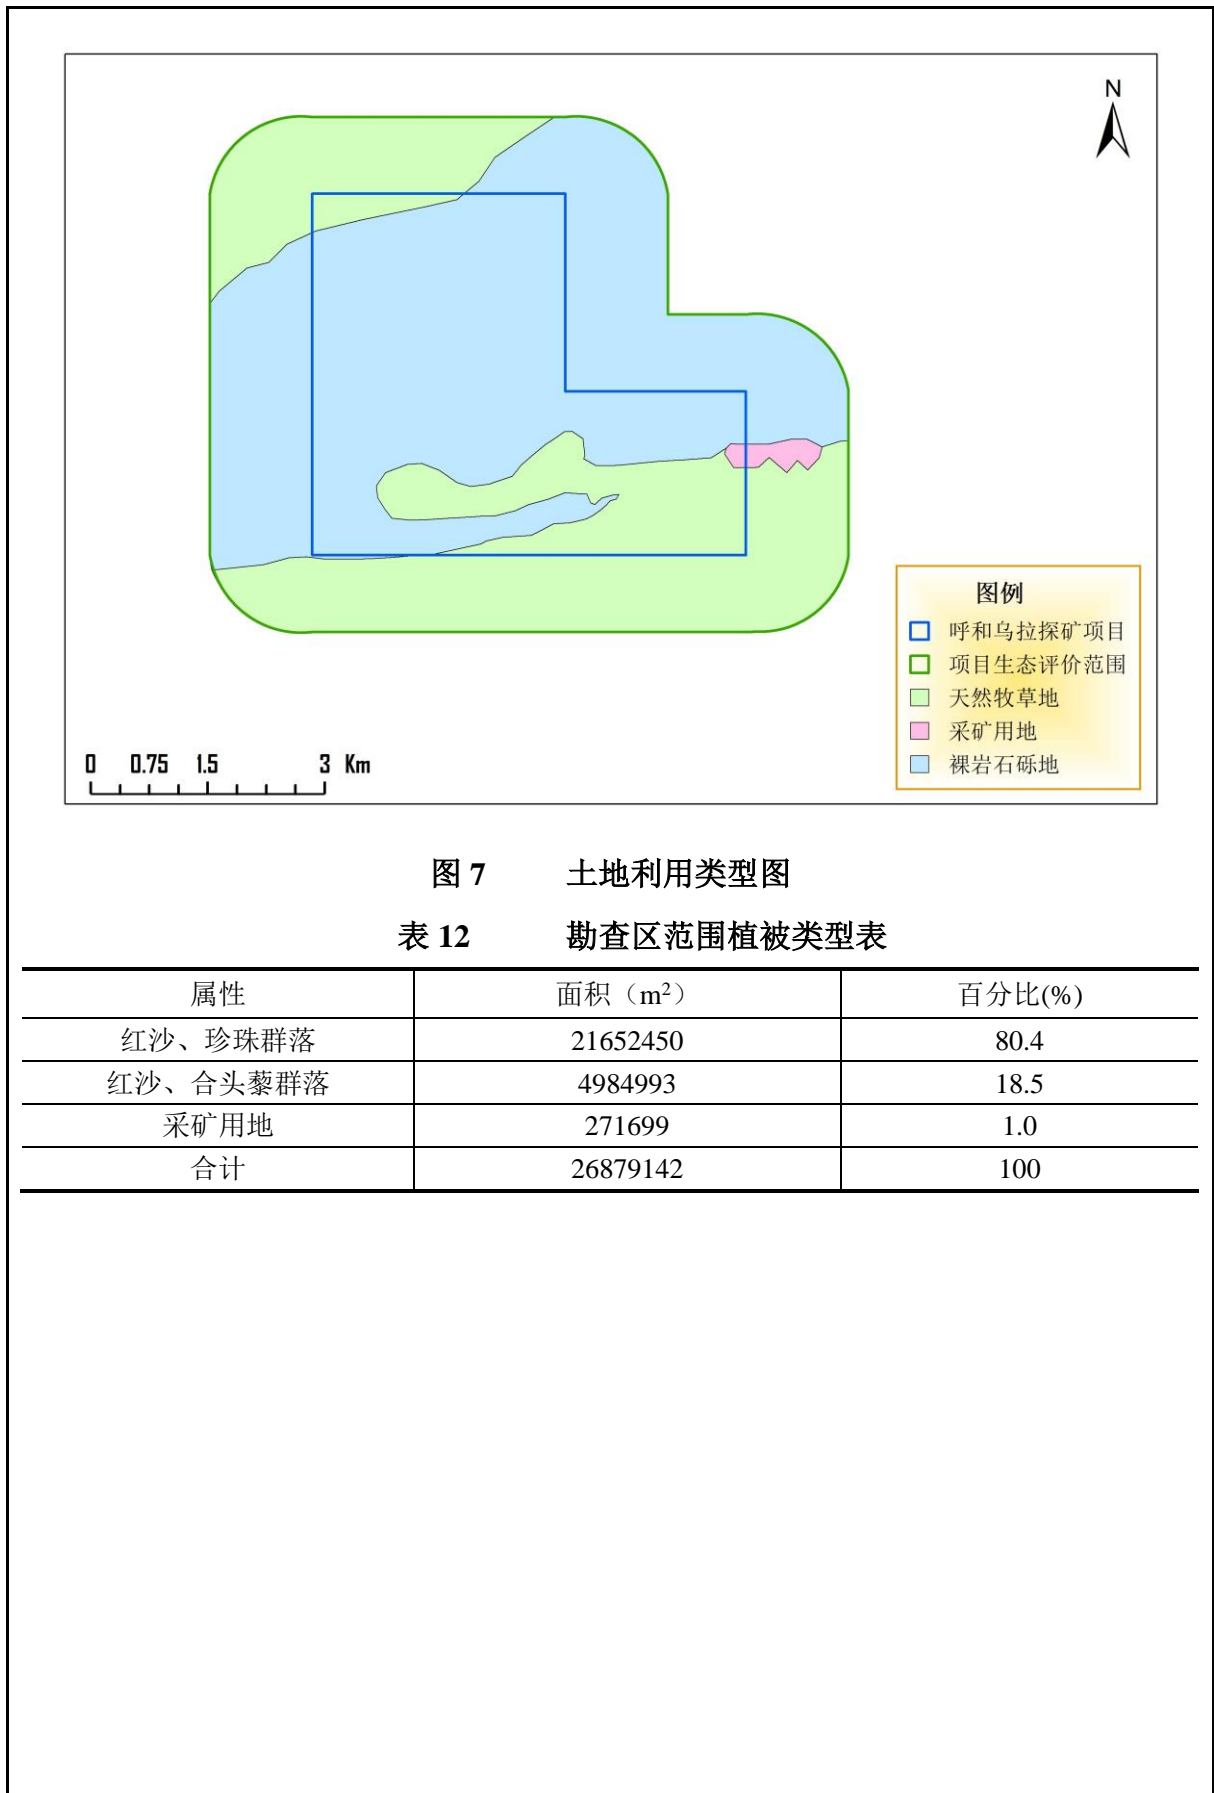 N
图例
呼和乌拉探矿项目
项目生态评价范围
天然牧草地
采矿用地
裸岩石砾地
0 0.75 1.5 3 Km
图 7 土地利用类型图
表 12 勘查区范围植被类型表
属性 面积（m²） 百分比(%)
红沙、珍珠群落 21652450 80.4
红沙、合头藜群落 4984993 18.5
采矿用地 271699 1.0
合计 26879142 100